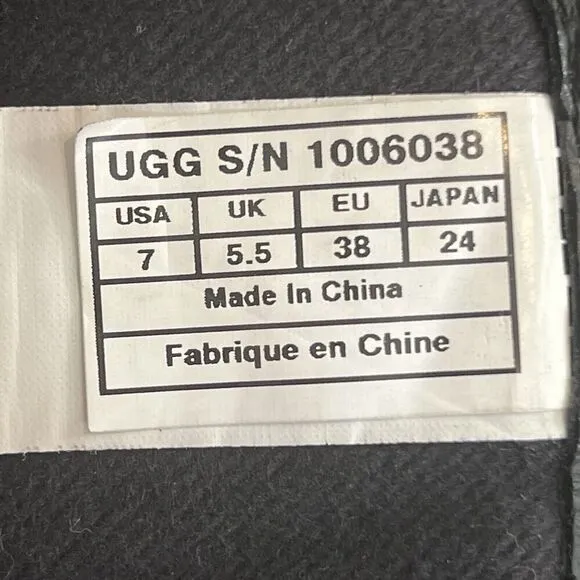 UGG S/N 1006038
USA UK EU JAPAN
7 5.5 38 24
Made In China
Fabrique en Chine